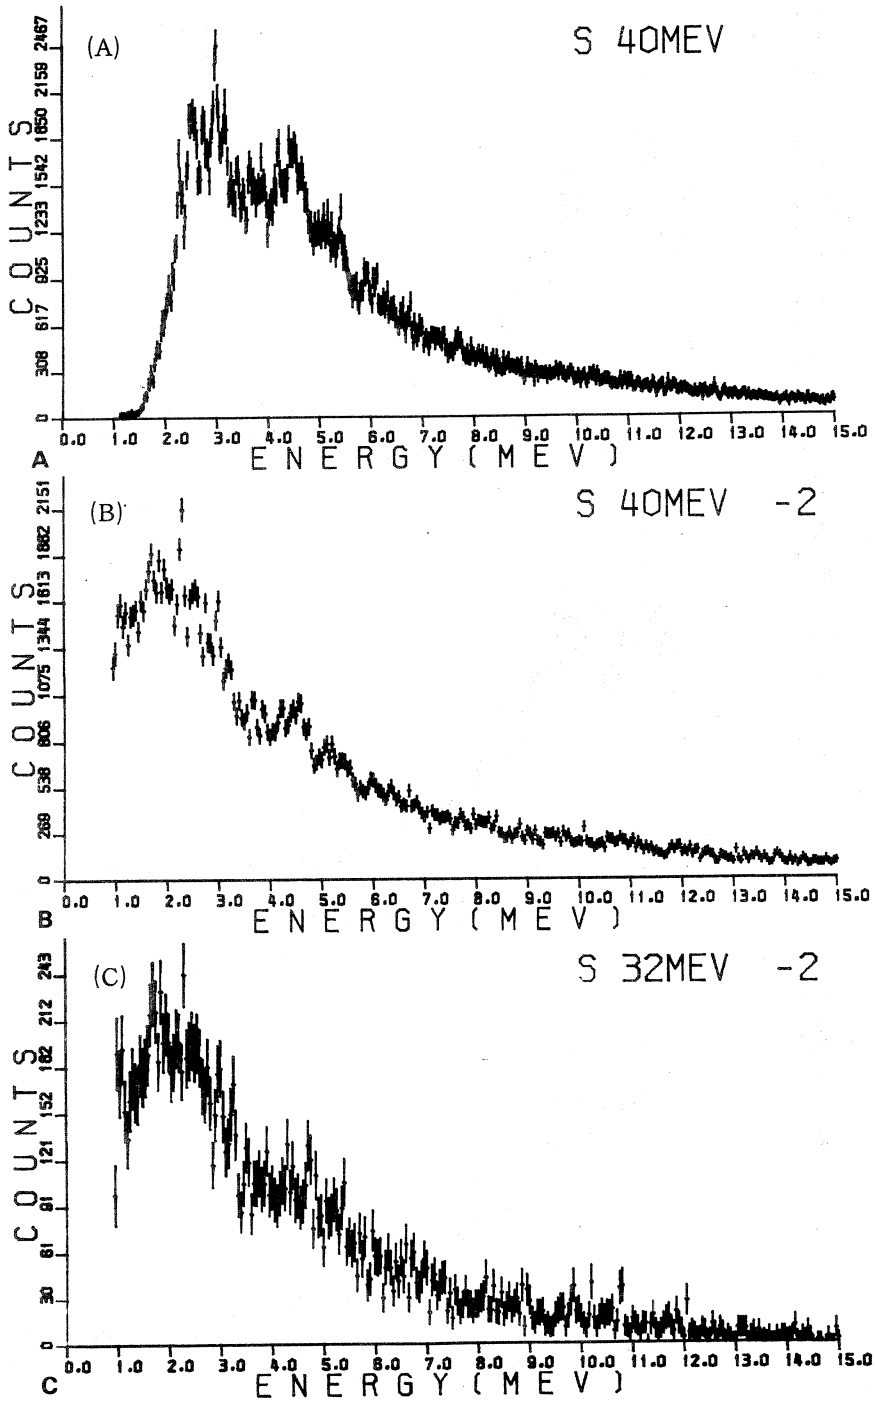 (A)
S 40MEV
COUNTS
2467
2159
1850
1542
1233
925
617
308
0
0.0 1.0 2.0 3.0 4.0 5.0 6.0 7.0 8.0 9.0 10.0 11.0 12.0 13.0 14.0 15.0
A
ENERGY(MEV)
(B)
S 40MEV -2
COUNTS
2151
1882
1613
1344
1075
806
538
269
0
0.0 1.0 2.0 3.0 4.0 5.0 6.0 7.0 8.0 9.0 10.0 11.0 12.0 13.0 14.0 15.0
B
ENERGY(MEV)
(C)
S 32MEV -2
COUNTS
243
212
182
152
121
91
61
30
0
0.0 1.0 2.0 3.0 4.0 5.0 6.0 7.0 8.0 9.0 10.0 11.0 12.0 13.0 14.0 15.0
C
ENERGY(MEV)